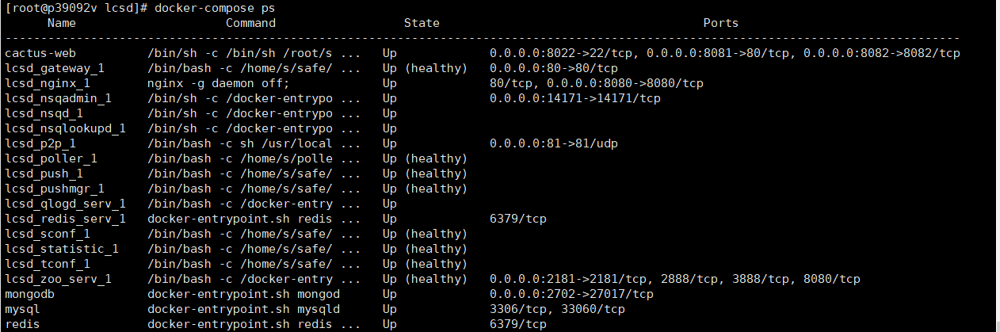 [root@p39092v lcsd]# docker-compose ps
Name Command State Ports
------------------------------------------------------------------------------------------------------------------------------------
cactus-web /bin/sh -c /bin/sh /root/s ... Up 0.0.0.0:8022->22/tcp, 0.0.0.0:8081->80/tcp, 0.0.0.0:8082->8082/tcp
lcsd_gateway_1 /bin/bash -c /home/s/safe/ ... Up (healthy) 0.0.0.0:80->80/tcp
lcsd_nginx_1 nginx -g daemon off; Up 80/tcp, 0.0.0.0:8080->8080/tcp
lcsd_nsqadmin_1 /bin/sh -c /docker-entrypo ... Up 0.0.0.0:14171->14171/tcp
lcsd_nsqd_1 /bin/sh -c /docker-entrypo ... Up
lcsd_nsqlookupd_1 /bin/sh -c /docker-entrypo ... Up
lcsd_p2p_1 /bin/bash -c sh /usr/local ... Up 0.0.0.0:81->81/udp
lcsd_poller_1 /bin/bash -c /home/s/polle ... Up (healthy)
lcsd_push_1 /bin/bash -c /home/s/safe/ ... Up (healthy)
lcsd_pushmgr_1 /bin/bash -c /home/s/safe/ ... Up (healthy)
lcsd_qlogd_serv_1 /bin/bash -c /docker-entry ... Up
lcsd_redis_serv_1 docker-entrypoint.sh redis ... Up 6379/tcp
lcsd_sconf_1 /bin/bash -c /home/s/safe/ ... Up (healthy)
lcsd_statistic_1 /bin/bash -c /home/s/safe/ ... Up (healthy)
lcsd_tconf_1 /bin/bash -c /home/s/safe/ ... Up (healthy)
lcsd_zoo_serv_1 /bin/bash -c /docker-entry ... Up (healthy) 0.0.0.0:2181->2181/tcp, 2888/tcp, 3888/tcp, 8080/tcp
mongodb docker-entrypoint.sh mongod Up 0.0.0.0:2702->27017/tcp
mysql docker-entrypoint.sh mysqld Up 3306/tcp, 33060/tcp
redis docker-entrypoint.sh redis ... Up 6379/tcp